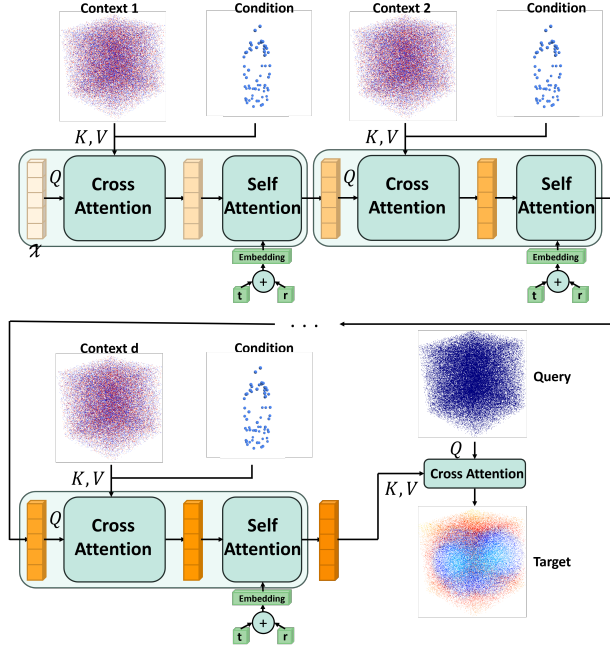 Context 1
Condition
Context 2
Condition
K, V
K, V
Q
Cross
Attention
Self
Attention
Q
Cross
Attention
Self
Attention
𝓍
Embedding
Embedding
+
+
t
r
t
r
. . .
Context d
Condition
Query
Q
K, V
Cross Attention
K, V
Q
Cross
Attention
Self
Attention
Target
Embedding
+
t
r